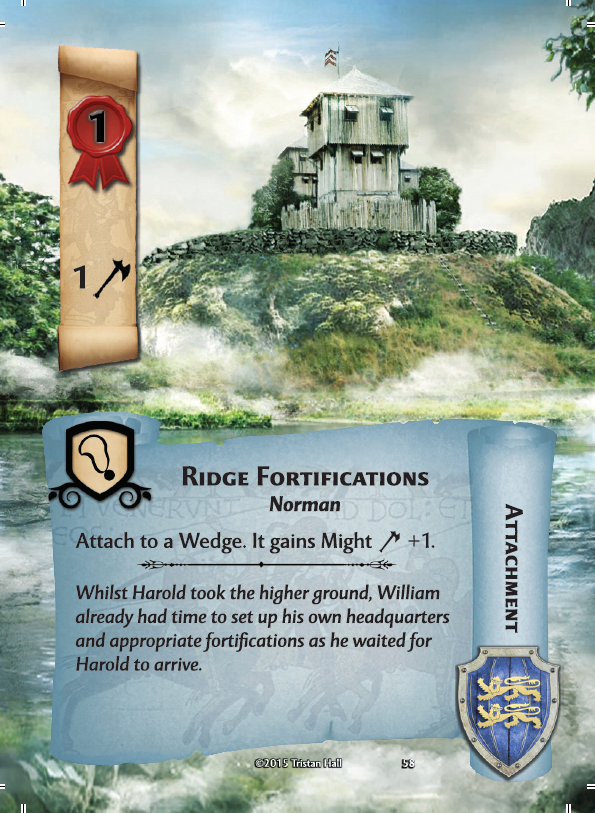 1
1
RIDGE FORTIFICATIONS
Norman
Attach to a Wedge. It gains Might +1.
Whilst Harold took the higher ground, William
already had time to set up his own headquarters
and appropriate fortifications as he waited for
Harold to arrive.
ATTACHMENT
©2015 Tristan Hall
58